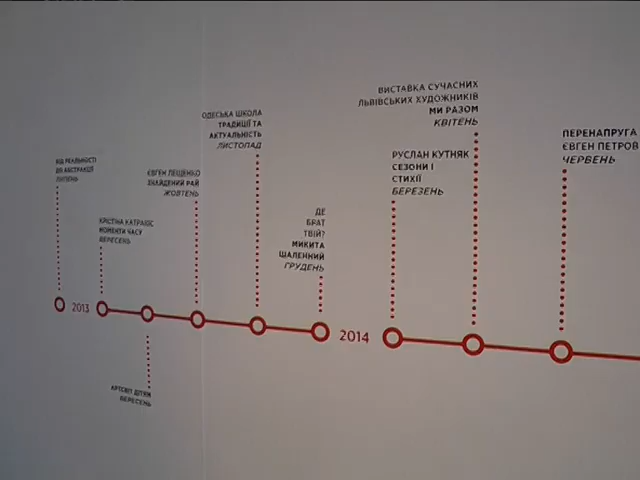 ВІД РЕАЛЬНОСТІ
ДО АБСТРАКЦІЇ
ЛИПЕНЬ
2013
МОМЕНТИ ЧАСУ
ВЕРЕСЕНЬ
ВЕРЕСЕНЬ
ЄВГЕН ЛЕЩЕНКО
ЗНАЙДЕНИЙ РАЙ
ЖОВТЕНЬ
ОДЕСЬКА ШКОЛА
ТРАДИЦІЇ ТА
АКТУАЛЬНІСТЬ
ЛИСТОПАД
ДЕ
БРАТ
ТВІЙ?
МИКИТА
ШАЛЕННИЙ
ГРУДЕНЬ
2014
РУСЛАН КУТНЯК
СЕЗОНИ І
СТИХІЇ
БЕРЕЗЕНЬ
ВИСТАВКА СУЧАСНИХ
ЛЬВІВСЬКИХ ХУДОЖНИКІВ
МИ РАЗОМ
КВІТЕНЬ
ПЕРЕНАПРУГА
ЄВГЕН ПЕТРОВ
ЧЕРВЕНЬ